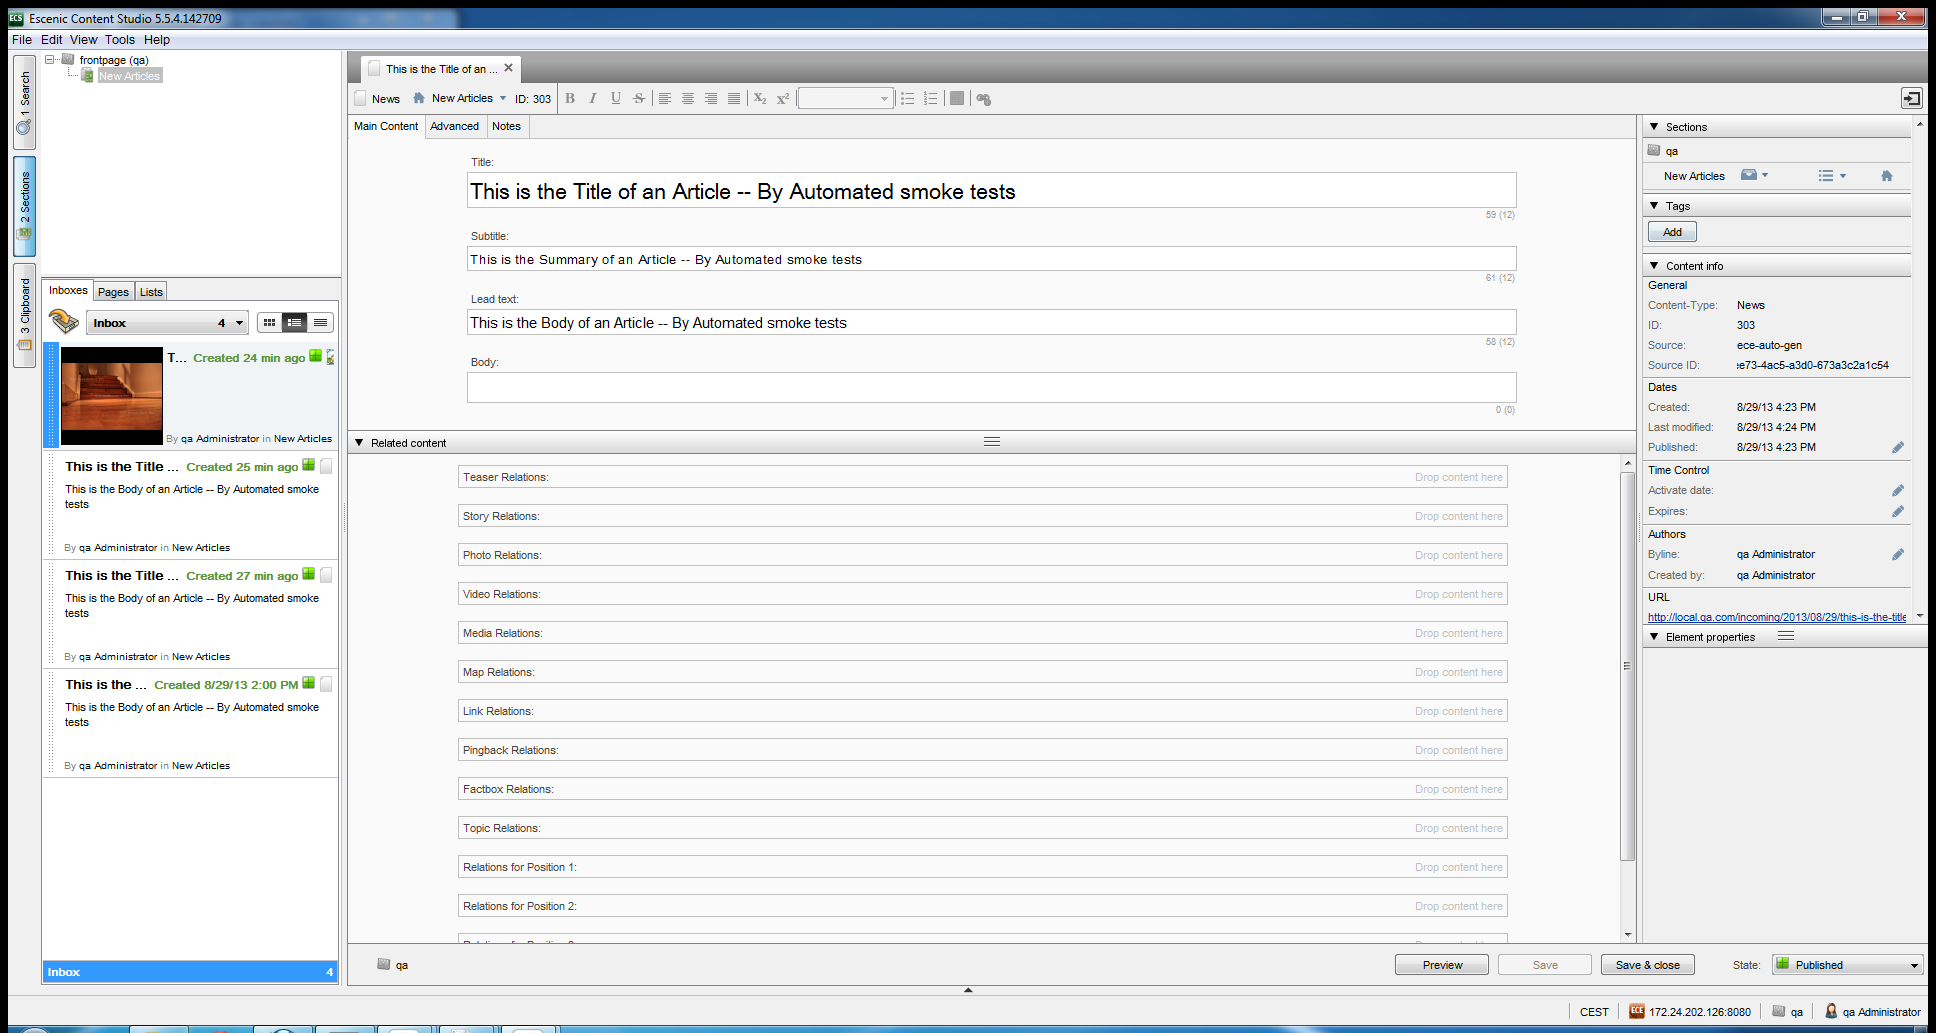 Escenic Content Studio 5.5.4.142709
File Edit View Tools Help
1 Search
2 Sections
3 Clipboard
frontpage (qa)
New Articles
Inboxes Pages Lists
Inbox 4
T... Created 24 min ago
By qa Administrator in New Articles
This is the Title ... Created 25 min ago
This is the Body of an Article -- By Automated smoke
tests
By qa Administrator in New Articles
This is the Title ... Created 27 min ago
This is the Body of an Article -- By Automated smoke
tests
By qa Administrator in New Articles
This is the ... Created 8/29/13 2:00 PM
This is the Body of an Article -- By Automated smoke
tests
By qa Administrator in New Articles
Inbox 4
This is the Title of an ...
News New Articles ID: 303 B I U S X2 X2
Main Content Advanced Notes
Title:
This is the Title of an Article -- By Automated smoke tests
59 (12)
Subtitle:
This is the Summary of an Article -- By Automated smoke tests
61 (12)
Lead text:
This is the Body of an Article -- By Automated smoke tests
58 (12)
Body:
0 (0)
Related content
Teaser Relations: Drop content here
Story Relations: Drop content here
Photo Relations: Drop content here
Video Relations: Drop content here
Media Relations: Drop content here
Map Relations: Drop content here
Link Relations: Drop content here
Pingback Relations: Drop content here
Factbox Relations: Drop content here
Topic Relations: Drop content here
Relations for Position 1: Drop content here
Relations for Position 2: Drop content here
qa
Preview Save Save & close State: Published
Sections
qa
New Articles
Tags
Add
Content info
General
Content-Type: News
ID: 303
Source: ece-auto-gen
Source ID: e73-4ac5-a3d0-673a3c2a1c54
Dates
Created: 8/29/13 4:23 PM
Last modified: 8/29/13 4:24 PM
Published: 8/29/13 4:23 PM
Time Control
Activate date:
Expires:
Authors
Byline: qa Administrator
Created by: qa Administrator
URL
http://local.qa.com/incoming/2013/08/29/this-is-the-title
Element properties
CEST ECE 172.24.202.126:8080 qa qa Administrator